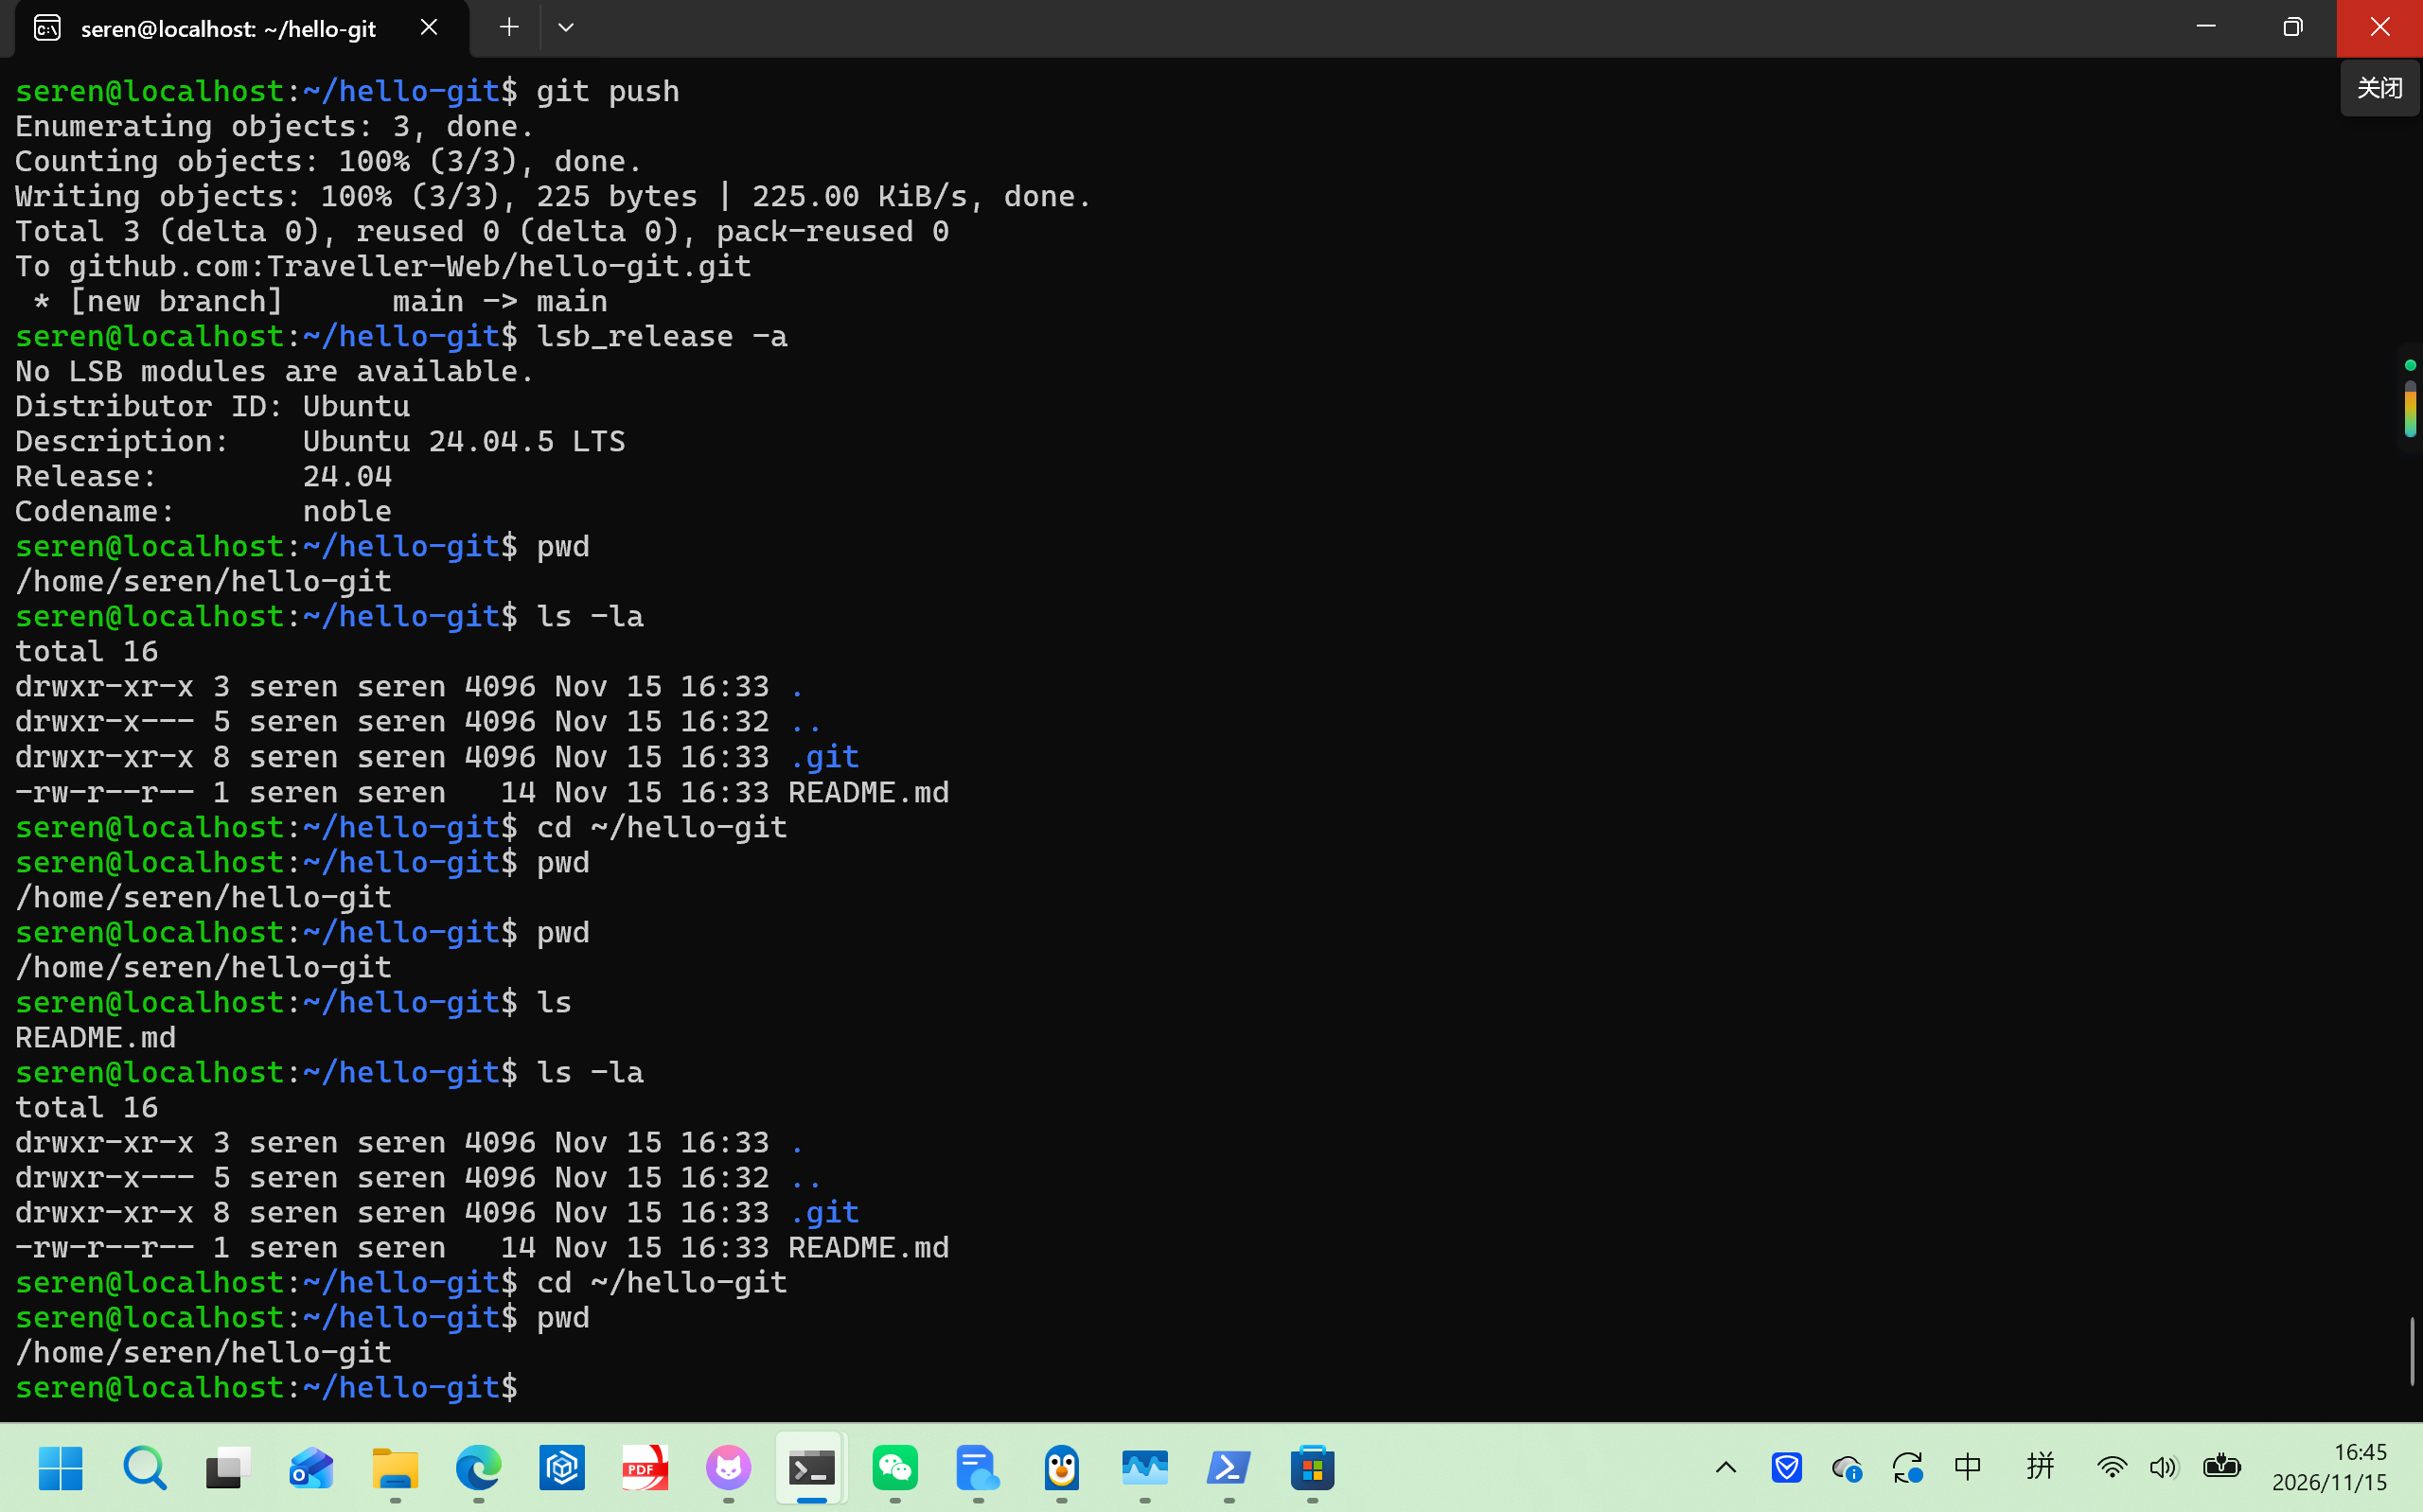 seren@localhost: ~/hello-git
关闭
seren@localhost:~/hello-git$ git push
Enumerating objects: 3, done.
Counting objects: 100% (3/3), done.
Writing objects: 100% (3/3), 225 bytes | 225.00 KiB/s, done.
Total 3 (delta 0), reused 0 (delta 0), pack-reused 0
To github.com:Traveller-Web/hello-git.git
 * [new branch]      main -> main
seren@localhost:~/hello-git$ lsb_release -a
No LSB modules are available.
Distributor ID: Ubuntu
Description:    Ubuntu 24.04.5 LTS
Release:        24.04
Codename:       noble
seren@localhost:~/hello-git$ pwd
/home/seren/hello-git
seren@localhost:~/hello-git$ ls -la
total 16
drwxr-xr-x 3 seren seren 4096 Nov 15 16:33 .
drwxr-x--- 5 seren seren 4096 Nov 15 16:32 ..
drwxr-xr-x 8 seren seren 4096 Nov 15 16:33 .git
-rw-r--r-- 1 seren seren   14 Nov 15 16:33 README.md
seren@localhost:~/hello-git$ cd ~/hello-git
seren@localhost:~/hello-git$ pwd
/home/seren/hello-git
seren@localhost:~/hello-git$ pwd
/home/seren/hello-git
seren@localhost:~/hello-git$ ls
README.md
seren@localhost:~/hello-git$ ls -la
total 16
drwxr-xr-x 3 seren seren 4096 Nov 15 16:33 .
drwxr-x--- 5 seren seren 4096 Nov 15 16:32 ..
drwxr-xr-x 8 seren seren 4096 Nov 15 16:33 .git
-rw-r--r-- 1 seren seren   14 Nov 15 16:33 README.md
seren@localhost:~/hello-git$ cd ~/hello-git
seren@localhost:~/hello-git$ pwd
/home/seren/hello-git
seren@localhost:~/hello-git$
PDF
中 拼
16:45
2026/11/15